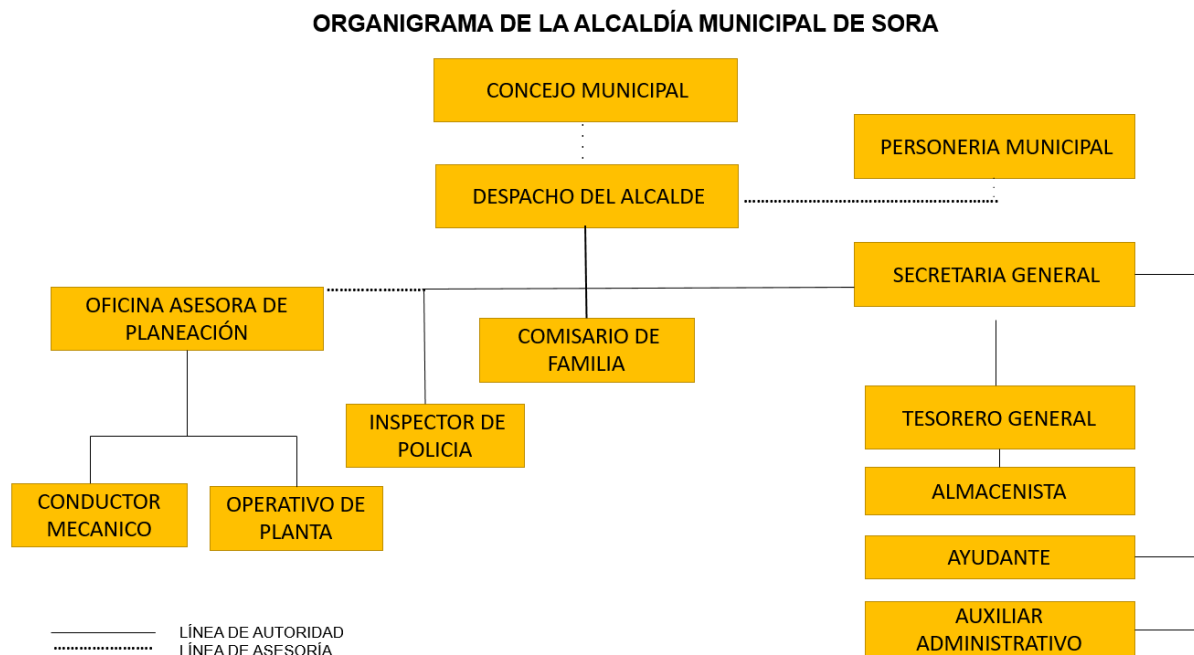 ORGANIGRAMA DE LA ALCALDÍA MUNICIPAL DE SORA
CONCEJO MUNICIPAL
PERSONERIA MUNICIPAL
DESPACHO DEL ALCALDE
SECRETARIA GENERAL
OFICINA ASESORA DE
PLANEACIÓN
COMISARIO DE
FAMILIA
INSPECTOR DE
POLICIA
TESORERO GENERAL
CONDUCTOR
MECANICO
OPERATIVO DE
PLANTA
ALMACENISTA
AYUDANTE
AUXILIAR
ADMINISTRATIVO
LÍNEA DE AUTORIDAD
LÍNEA DE ASESORÍA